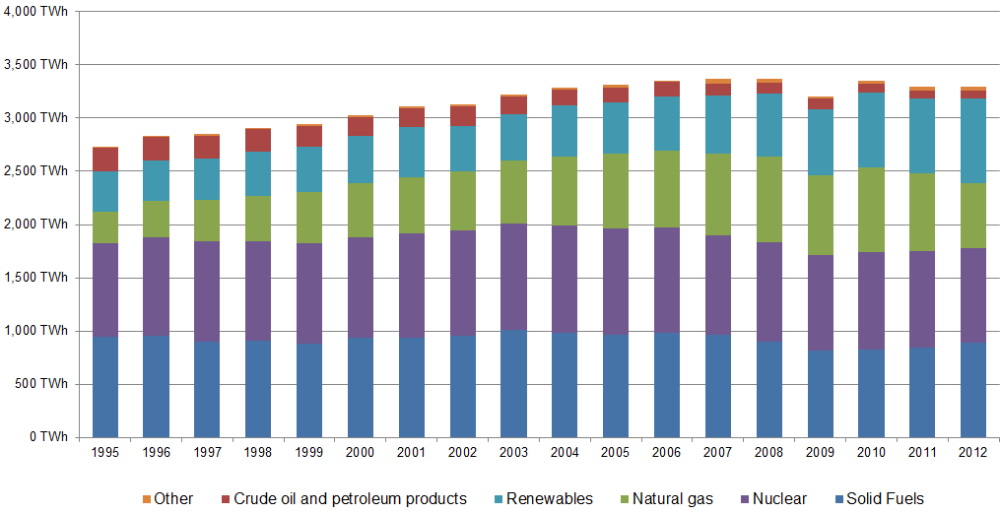 4,000 TWh
3,500 TWh
3,000 TWh
2,500 TWh
2,000 TWh
1,500 TWh
1,000 TWh
500 TWh
0 TWh
1995 1996 1997 1998 1999 2000 2001 2002 2003 2004 2005 2006 2007 2008 2009 2010 2011 2012
Other Crude oil and petroleum products Renewables Natural gas Nuclear Solid Fuels